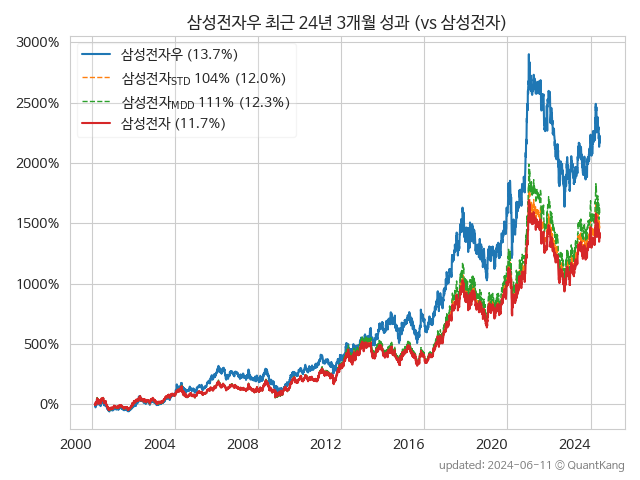 삼성전자우 최근 24년 3개월 성과 (vs 삼성전자)
3000%
2500%
2000%
1500%
1000%
500%
0%
삼성전자우 (13.7%)
삼성전자STD 104% (12.0%)
삼성전자MDD 111% (12.3%)
삼성전자 (11.7%)
2000 2004 2008 2012 2016 2020 2024
updated: 2024-06-11 © QuantKang